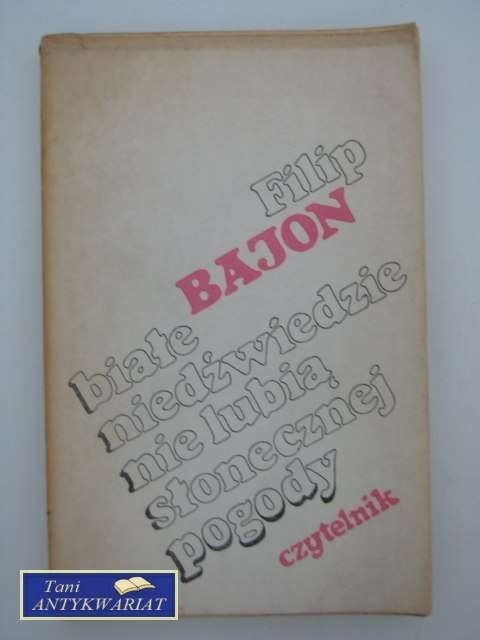 Filip
BAJON
białe
niedźwiedzie
nie lubią
słonecznej
pogody
czytelnik
Tani
ANTYKWARIAT